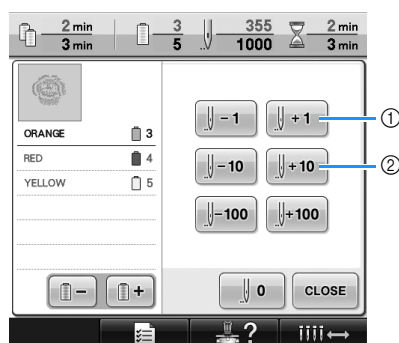 2 min 3 355 2 min
3 min 5 1000 3 min
-1 +1 ①
ORANGE 3
RED 4 -10 +10 ②
YELLOW 5
-100 +100
- + 0 CLOSE
?